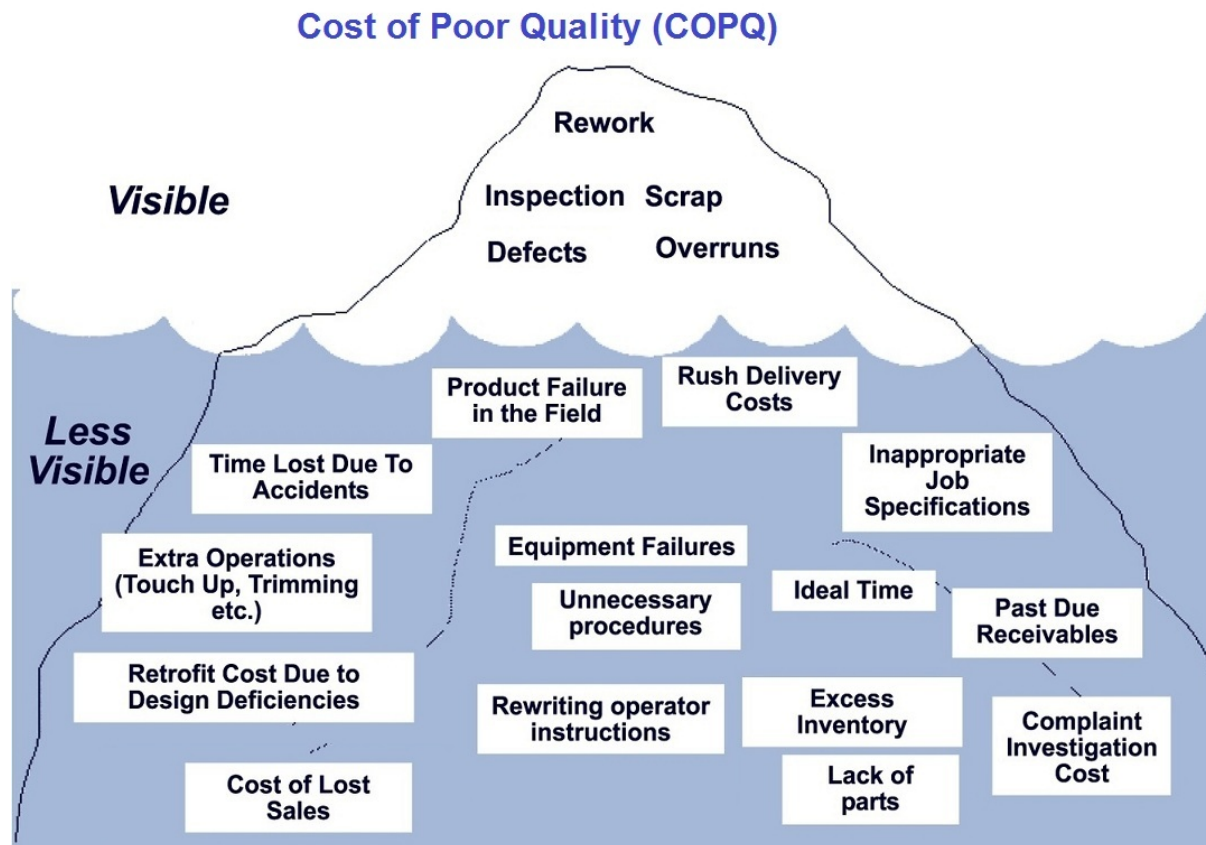 Cost of Poor Quality (COPQ)
Rework
Visible
Inspection Scrap
Defects Overruns
Product Failure
in the Field
Rush Delivery
Costs
Less
Visible
Time Lost Due To
Accidents
Inappropriate
Job
Specifications
Extra Operations
(Touch Up, Trimming
etc.)
Equipment Failures
Ideal Time
Unnecessary
procedures
Past Due
Receivables
Retrofit Cost Due to
Design Deficiencies
Rewriting operator
instructions
Excess
Inventory
Complaint
Investigation
Cost
Cost of Lost
Sales
Lack of
parts